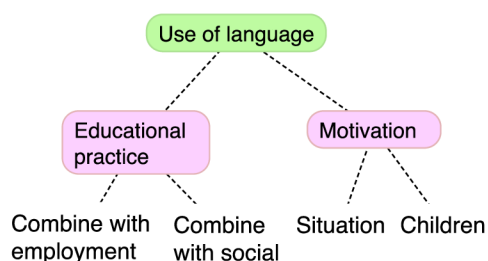 Use of language
Educational
practice
Motivation
Combine with
employment
Combine
with social
Situation
Children